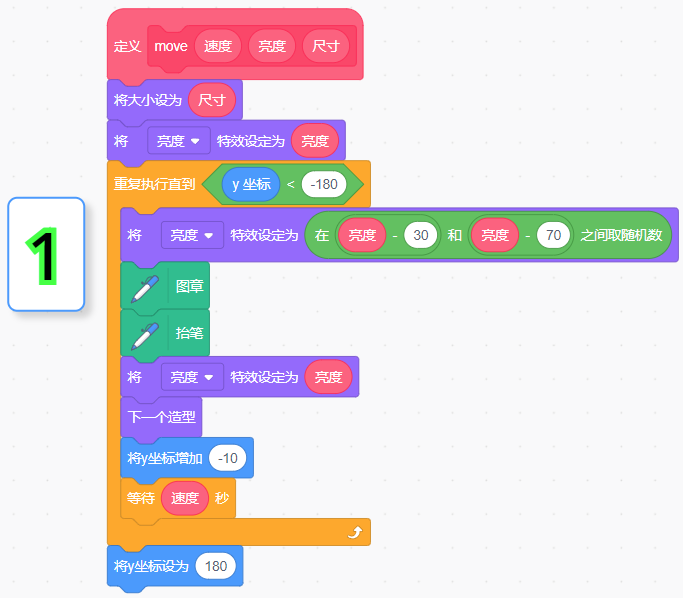 定义 move 速度 亮度 尺寸
将大小设为 尺寸
将 亮度 特效设定为 亮度
重复执行直到 y 坐标 < -180
1
将 亮度 特效设定为 在 亮度 - 30 和 亮度 - 70 之间取随机数
图章
抬笔
将 亮度 特效设定为 亮度
下一个造型
将y坐标增加 -10
等待 速度 秒
将y坐标设为 180